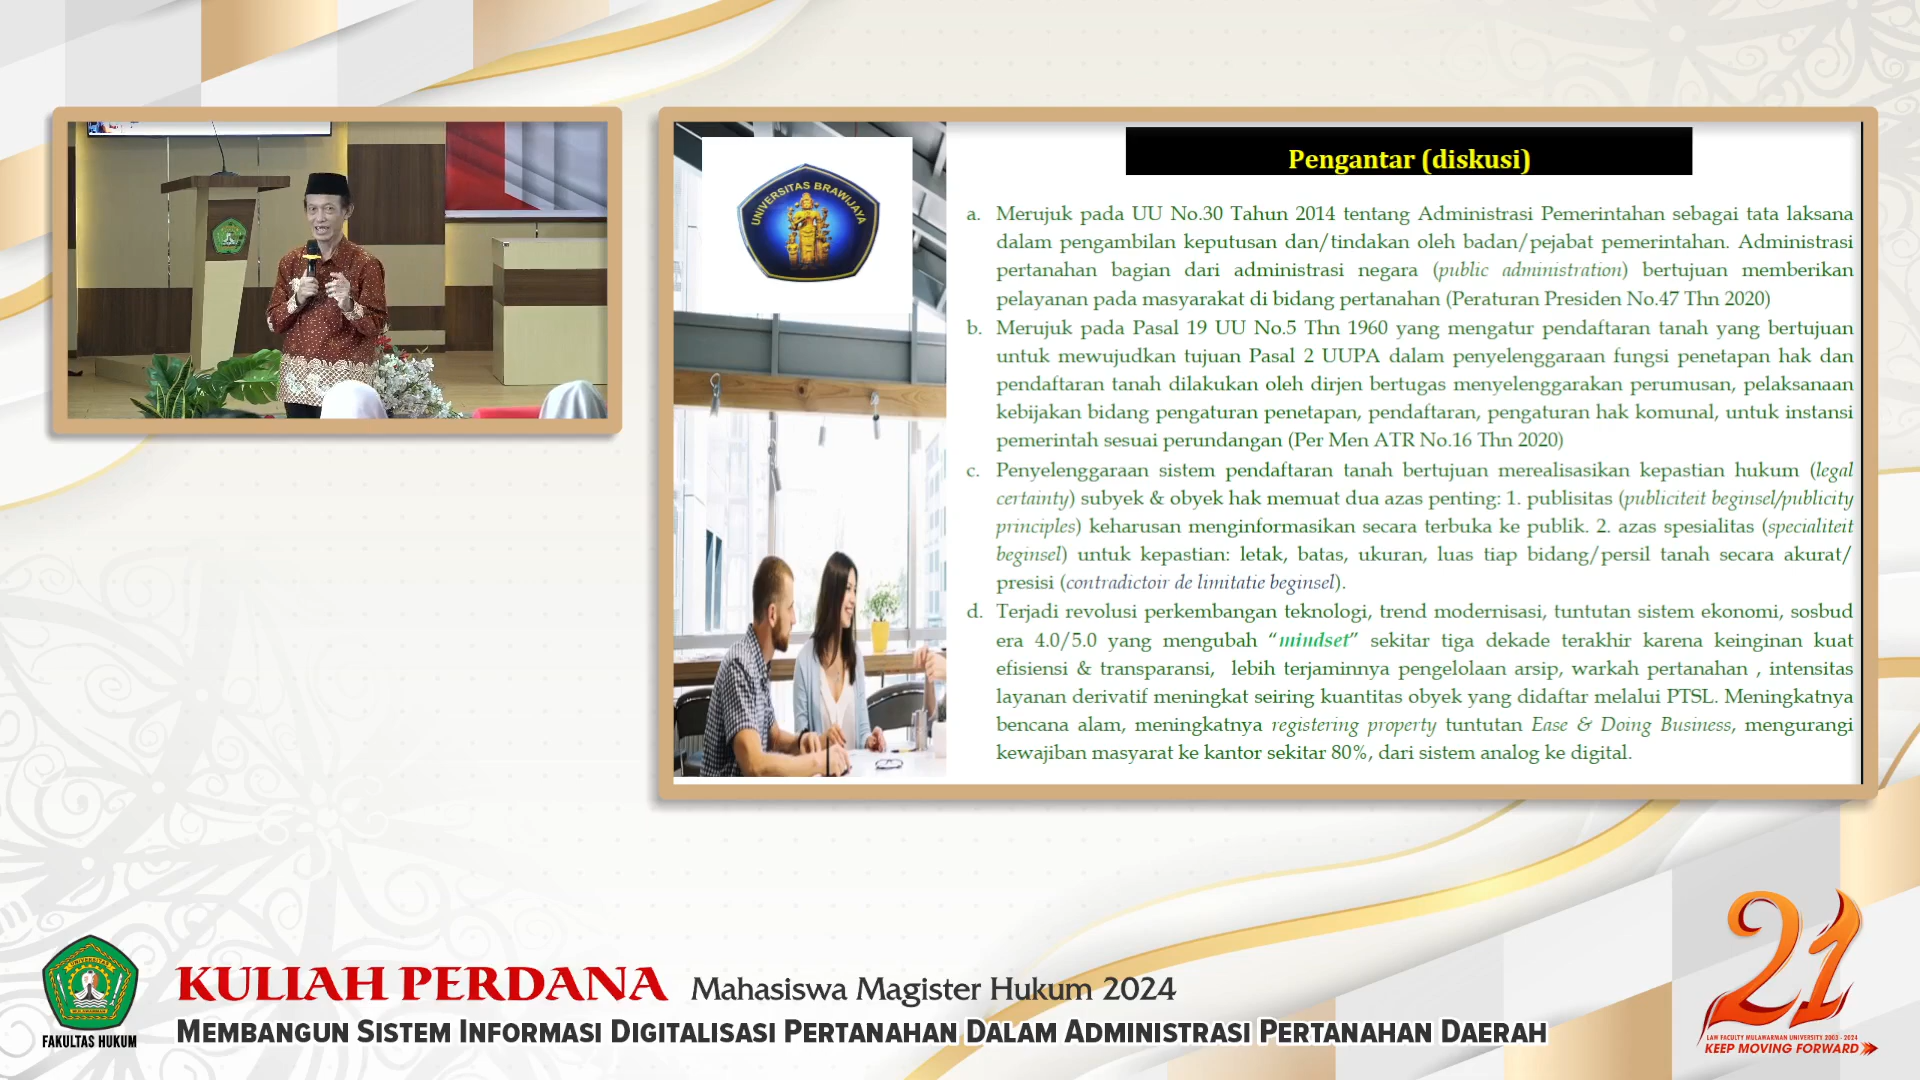 UNIVERSITAS BRAWIJAYA
Pengantar (diskusi)
a. Merujuk pada UU No.30 Tahun 2014 tentang Administrasi Pemerintahan sebagai tata laksana
dalam pengambilan keputusan dan/tindakan oleh badan/pejabat pemerintahan. Administrasi
pertanahan bagian dari administrasi negara (public administration) bertujuan memberikan
pelayanan pada masyarakat di bidang pertanahan (Peraturan Presiden No.47 Thn 2020)
b. Merujuk pada Pasal 19 UU No.5 Thn 1960 yang mengatur pendaftaran tanah yang bertujuan
untuk mewujudkan tujuan Pasal 2 UUPA dalam penyelenggaraan fungsi penetapan hak dan
pendaftaran tanah dilakukan oleh dirjen bertugas menyelenggarakan perumusan, pelaksanaan
kebijakan bidang pengaturan penetapan, pendaftaran, pengaturan hak komunal, untuk instansi
pemerintah sesuai perundangan (Per Men ATR No.16 Thn 2020)
c. Penyelenggaraan sistem pendaftaran tanah bertujuan merealisasikan kepastian hukum (legal
certainty) subyek & obyek hak memuat dua azas penting: 1. publisitas (publiciteit beginsel/publicity
principles) keharusan menginformasikan secara terbuka ke publik. 2. azas spesialitas (specialiteit
beginsel) untuk kepastian: letak, batas, ukuran, luas tiap bidang/persil tanah secara akurat/
presisi (contradictoir de limitatie beginsel).
d. Terjadi revolusi perkembangan teknologi, trend modernisasi, tuntutan sistem ekonomi, sosbud
era 4.0/5.0 yang mengubah “mindset” sekitar tiga dekade terakhir karena keinginan kuat
efisiensi & transparansi, lebih terjaminnya pengelolaan arsip, warkah pertanahan , intensitas
layanan derivatif meningkat seiring kuantitas obyek yang didaftar melalui PTSL. Meningkatnya
bencana alam, meningkatnya registering property tuntutan Ease & Doing Business, mengurangi
kewajiban masyarat ke kantor sekitar 80%, dari sistem analog ke digital.
FAKULTAS HUKUM
KULIAH PERDANA Mahasiswa Magister Hukum 2024
MEMBANGUN SISTEM INFORMASI DIGITALISASI PERTANAHAN DALAM ADMINISTRASI PERTANAHAN DAERAH
21
LAW FACULTY MULAWARMAN UNIVERSITY 2003 - 2024
KEEP MOVING FORWARD